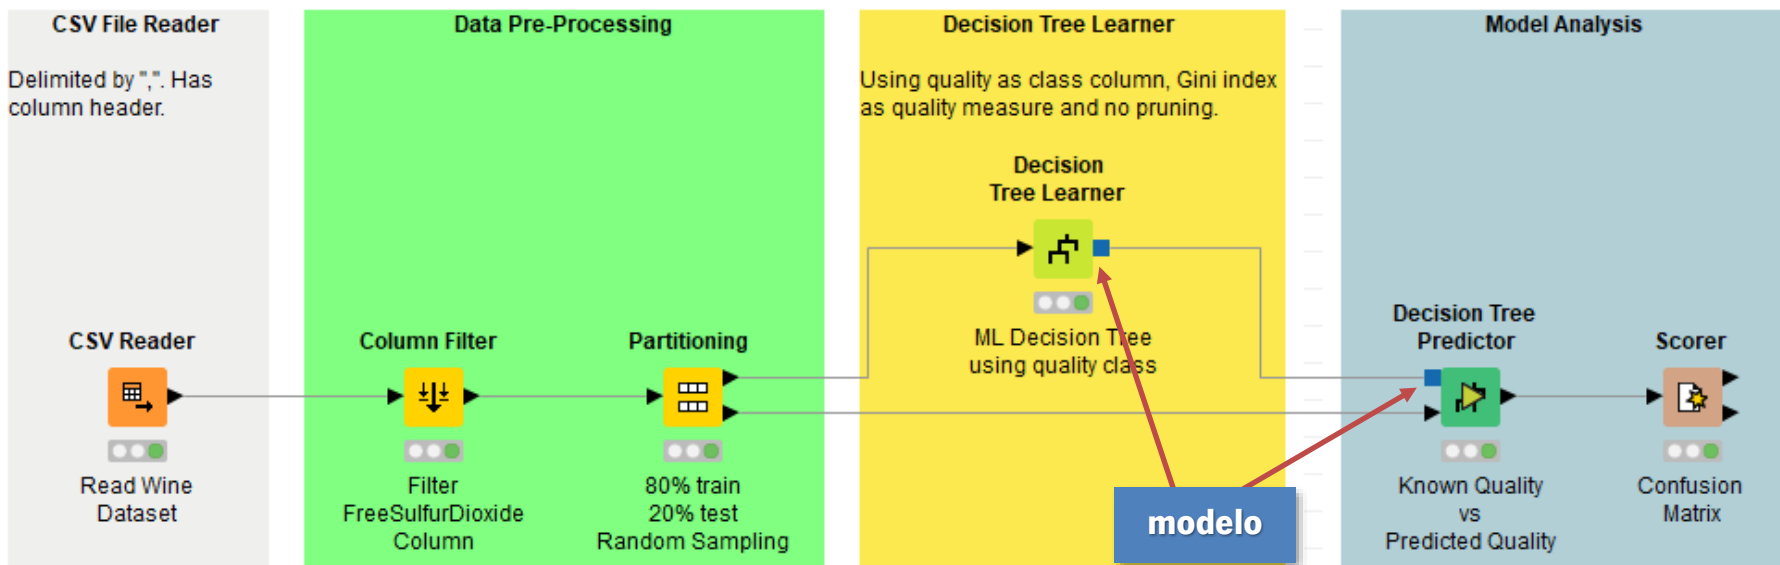 CSV File Reader
Delimited by ",". Has
column header.
CSV Reader
Read Wine
Dataset
Data Pre-Processing
Column Filter
Filter
FreeSulfurDioxide
Column
Partitioning
80% train
20% test
Random Sampling
Decision Tree Learner
Using quality as class column, Gini index
as quality measure and no pruning.
Decision
Tree Learner
ML Decision Tree
using quality class
modelo
Model Analysis
Decision Tree
Predictor
Known Quality
vs
Predicted Quality
Scorer
Confusion
Matrix